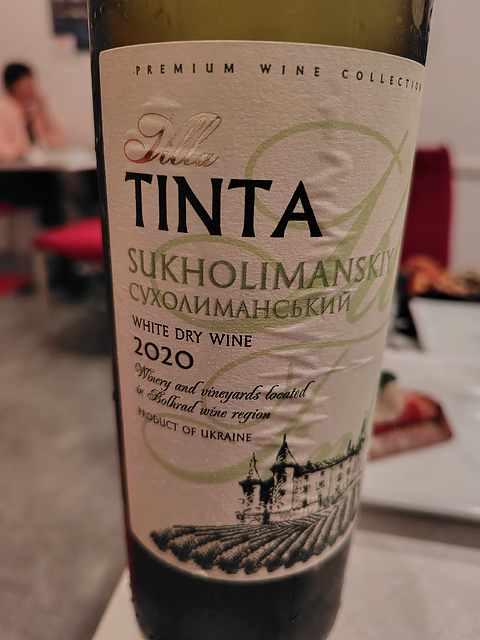 PREMIUM WINE COLLECTION
Villa
TINTA
SUKHOLIMANSKIY
СУХОЛИМАНСЬКИЙ
WHITE DRY WINE
2020
Winery and vineyards located
in Bolhrad wine region
PRODUCT OF UKRAINE